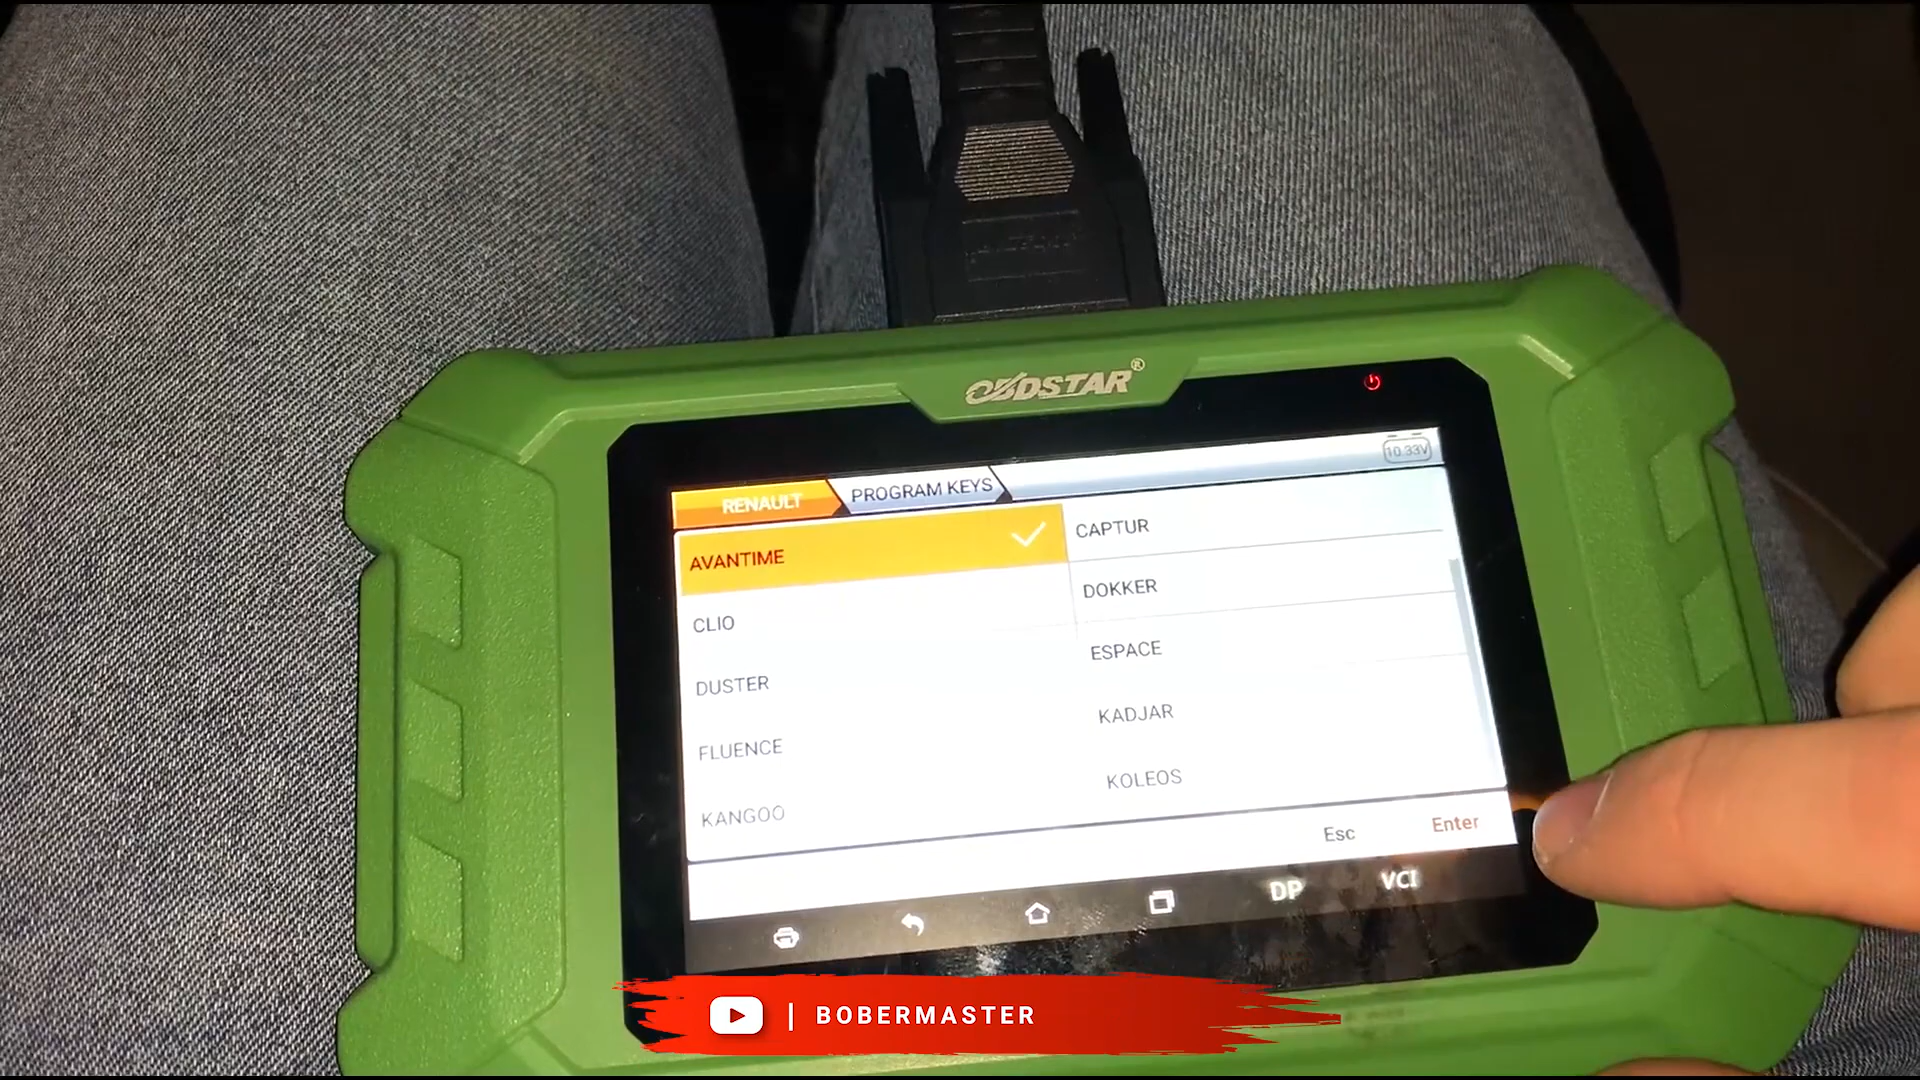 OBDSTAR®
10.33V
RENAULT
PROGRAM KEYS
AVANTIME
CAPTUR
CLIO
DOKKER
DUSTER
ESPACE
FLUENCE
KADJAR
KANGOO
KOLEOS
Esc
Enter
DP
VCI
| BOBERMASTER